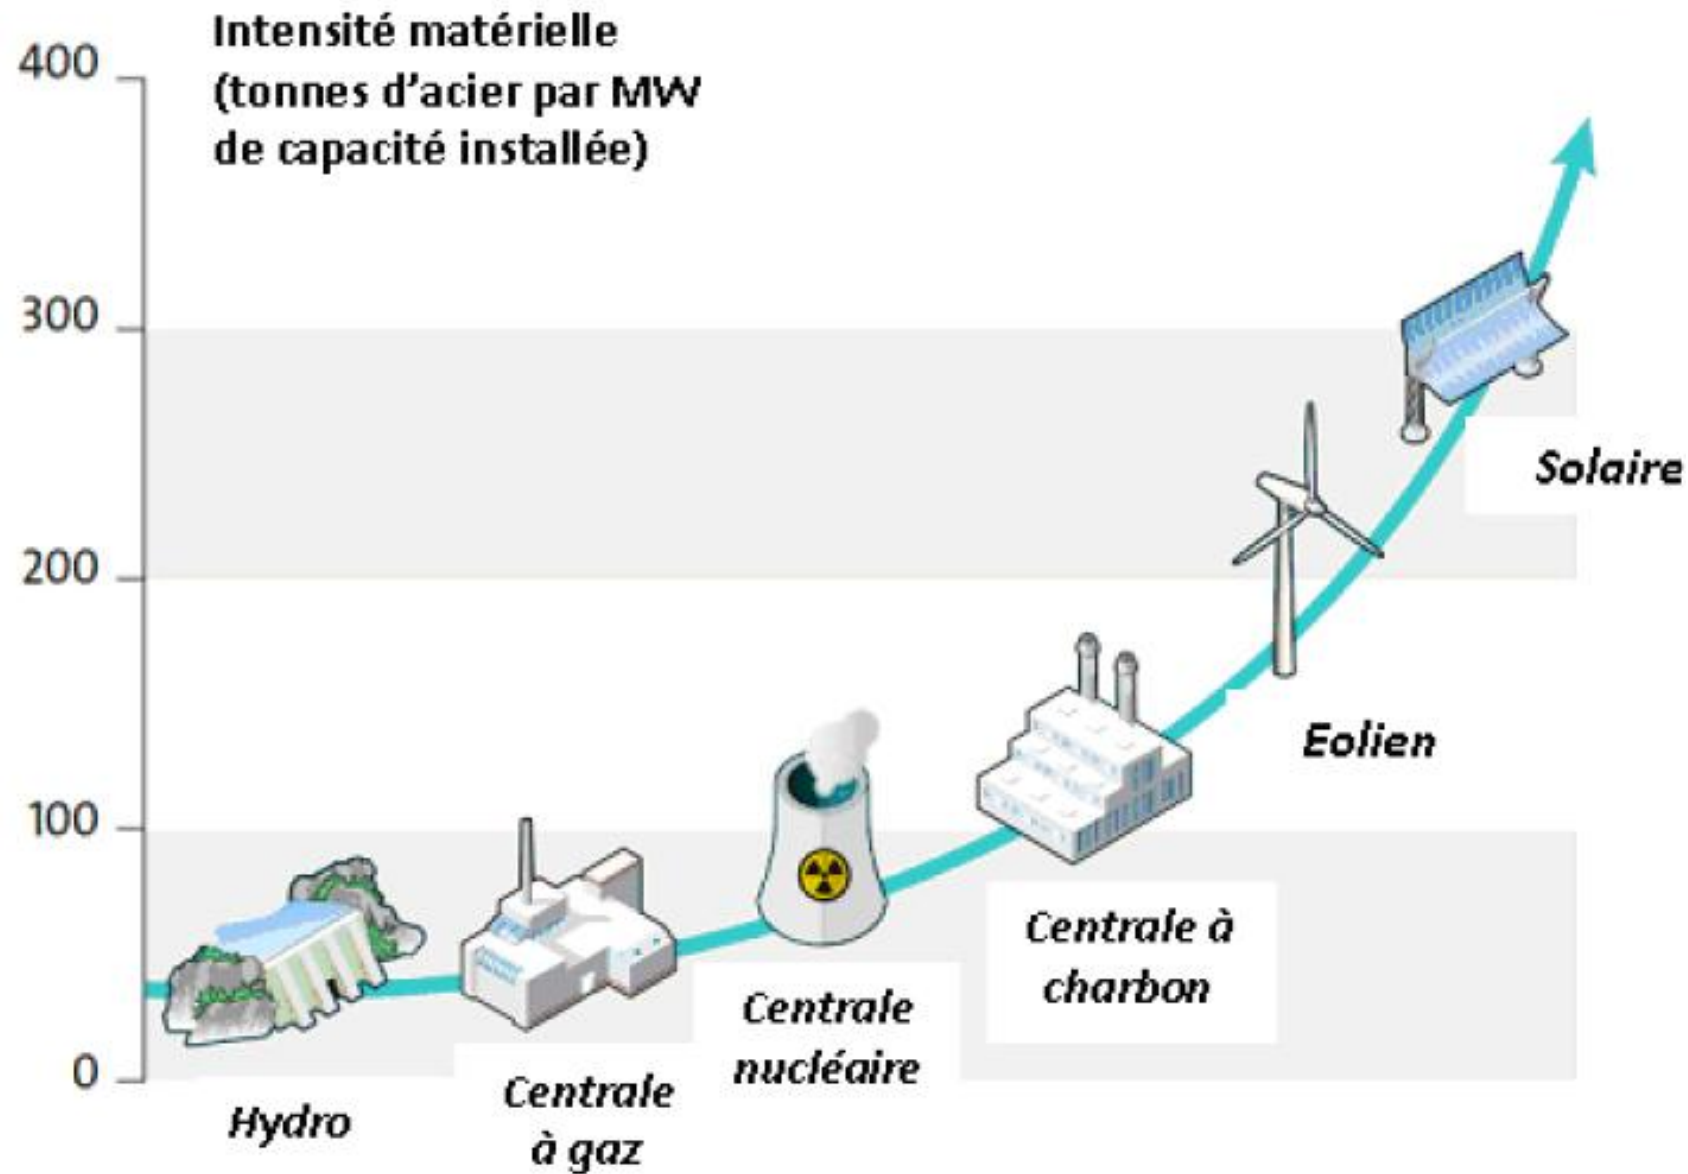 Intensité matérielle
(tonnes d'acier par MW
de capacité installée)
400
300
200
100
0
Hydro
Centrale
à gaz
Centrale
nucléaire
Centrale à
charbon
Eolien
Solaire